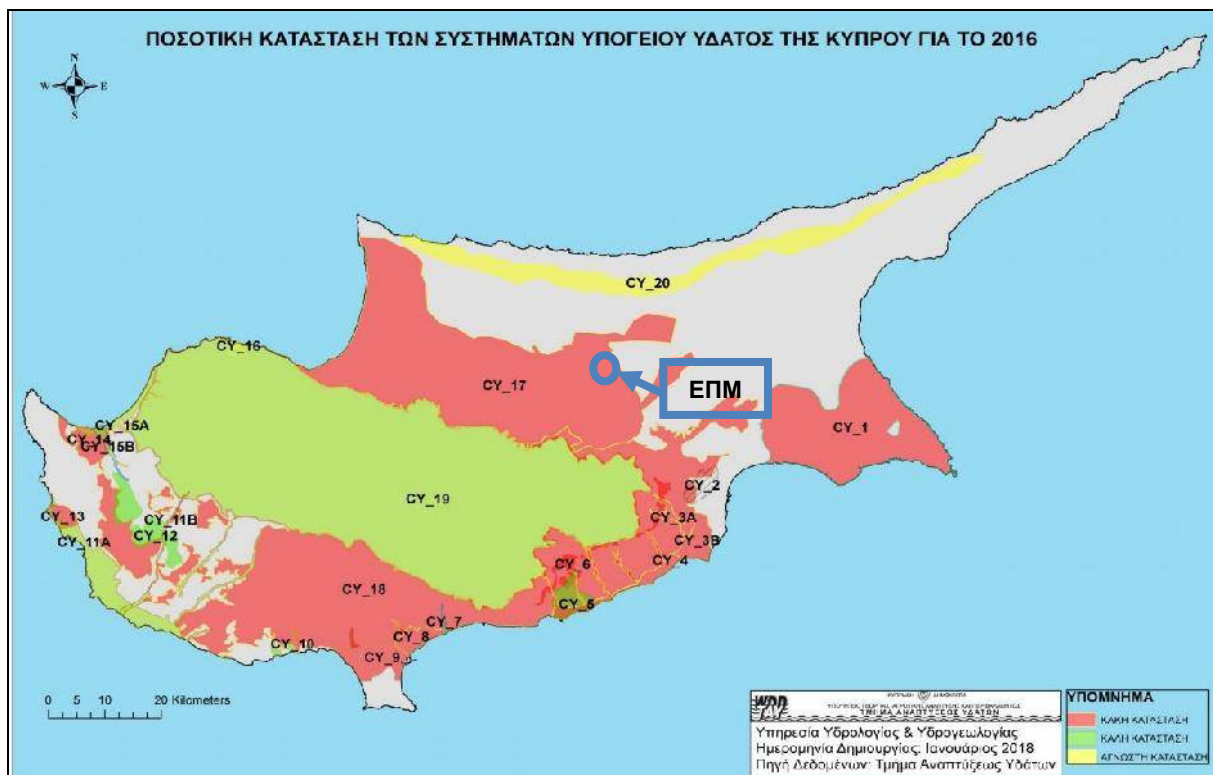 ΠΟΣΟΤΙΚΗ ΚΑΤΑΣΤΑΣΗ ΤΩΝ ΣΥΣΤΗΜΑΤΩΝ ΥΠΟΓΕΙΟΥ ΥΔΑΤΟΣ ΤΗΣ ΚΥΠΡΟΥ ΓΙΑ ΤΟ 2016
N
W E
S
CY_20
CY_16
CY_17
ΕΠΜ
CY_15A
CY_14
CY_15B
CY_1
CY_19
CY_2
CY_13
CY_11B
CY_3A
CY_12
CY_11A
CY_3B
CY_6
CY_4
CY_18
CY_5
CY_7
CY_8
CY_10
CY_9
0 5 10 20 Kilometers
WDD
ΚΥΠΡΙΑΚΗ ΔΗΜΟΚΡΑΤΙΑ
ΤΜΗΜΑ ΑΝΑΠΤΥΞΕΩΣ ΥΔΑΤΩΝ
Υπηρεσία Υδρολογίας & Υδρογεωλογίας
Ημερομηνία Δημιουργίας: Ιανουάριος 2018
Πηγή Δεδομένων: Τμήμα Αναπτύξεως Υδάτων
ΥΠΟΜΝΗΜΑ
ΚΑΚΗ ΚΑΤΑΣΤΑΣΗ
ΚΑΛΗ ΚΑΤΑΣΤΑΣΗ
ΑΓΝΩΣΤΗ ΚΑΤΑΣΤΑΣΗ